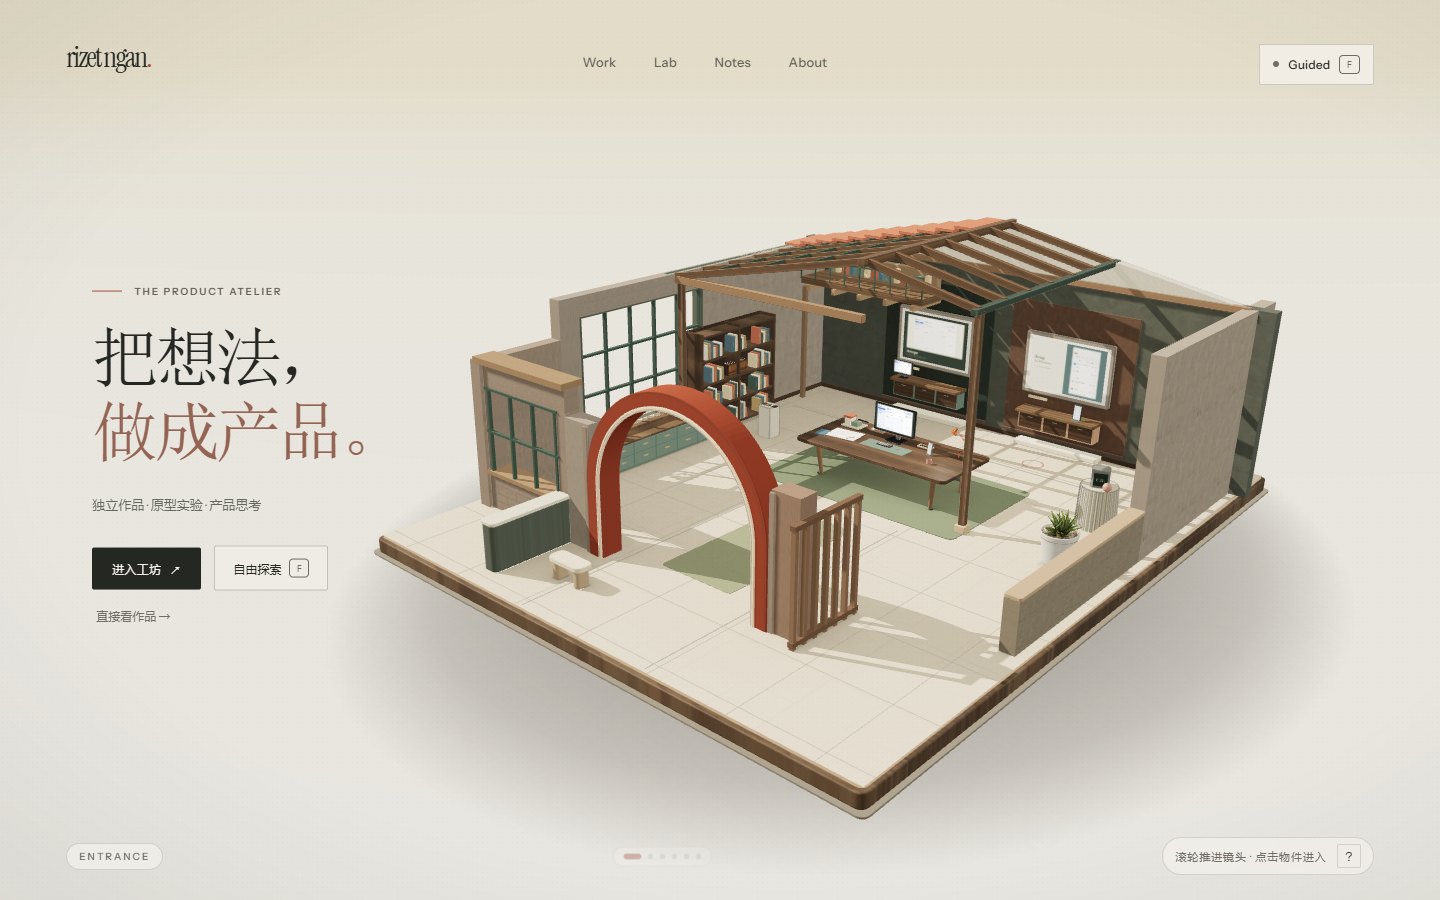 rizetngan.
Work
Lab
Notes
About
Guided F
THE PRODUCT ATELIER
把想法，
做成产品。
独立作品·原型实验·产品思考
进入工坊 ↗
自由探索 F
直接看作品 →
ENTRANCE
滚轮推进镜头 · 点击物件进入 ?